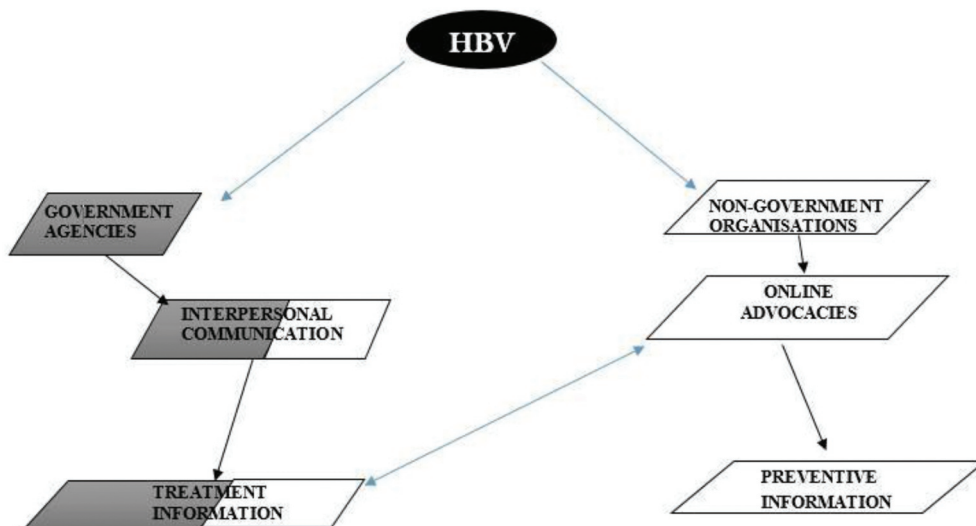 HBV
GOVERNMENT
AGENCIES
NON-GOVERNMENT
ORGANISATIONS
INTERPERSONAL
COMMUNICATION
ONLINE
ADVOCACIES
TREATMENT
INFORMATION
PREVENTIVE
INFORMATION